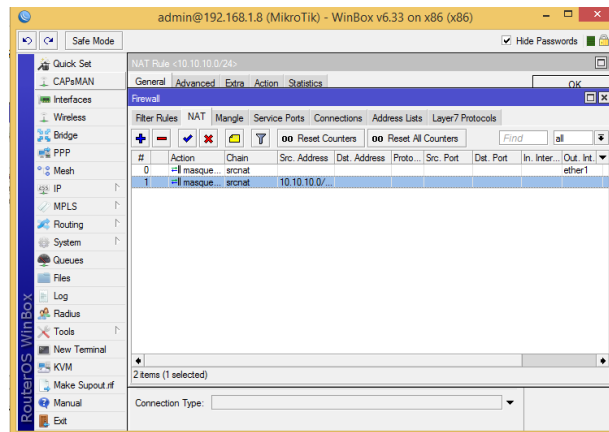 admin@192.168.1.8 (MikroTik) - WinBox v6.33 on x86 (x86)
Safe Mode
Hide Passwords
Quick Set
CAPsMAN
Interfaces
Wireless
Bridge
PPP
Mesh
IP
MPLS
Routing
System
Queues
Files
Log
Radius
Tools
New Terminal
KVM
Make Supout.rif
Manual
Exit
RouterOS WinBox
NAT Rule <10.10.10.0/24>
General Advanced Extra Action Statistics
OK
Firewall
Filter Rules NAT Mangle Service Ports Connections Address Lists Layer7 Protocols
00 Reset Counters 00 Reset All Counters Find all
# Action Chain Src. Address Dst. Address Proto... Src. Port Dst. Port In. Inter... Out. Int.
0 masque... srcnat ether1
1 masque... srcnat 10.10.10.0/...
2 items (1 selected)
Connection Type: